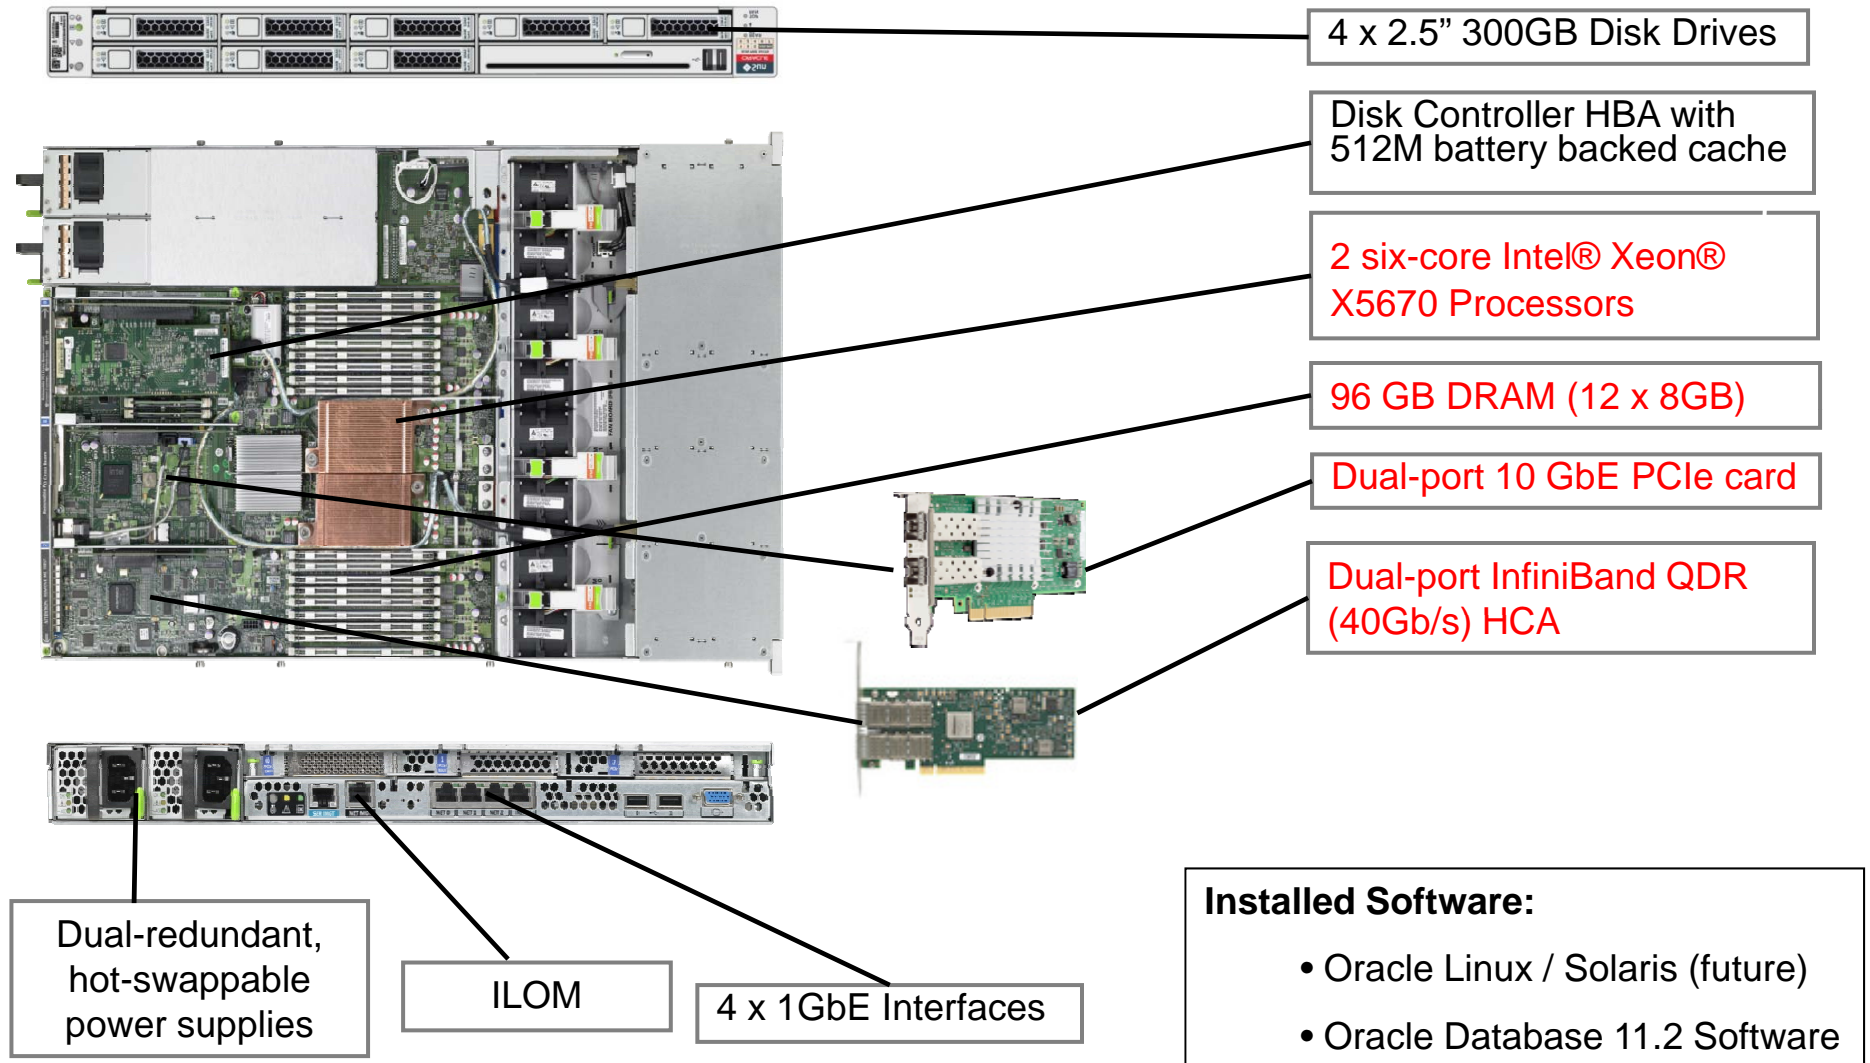 4 x 2.5” 300GB Disk Drives
Disk Controller HBA with
512M battery backed cache
2 six-core Intel® Xeon®
X5670 Processors
96 GB DRAM (12 x 8GB)
Dual-port 10 GbE PCIe card
Dual-port InfiniBand QDR
(40Gb/s) HCA
Dual-redundant,
hot-swappable
power supplies
ILOM
4 x 1GbE Interfaces
Installed Software:
• Oracle Linux / Solaris (future)
• Oracle Database 11.2 Software